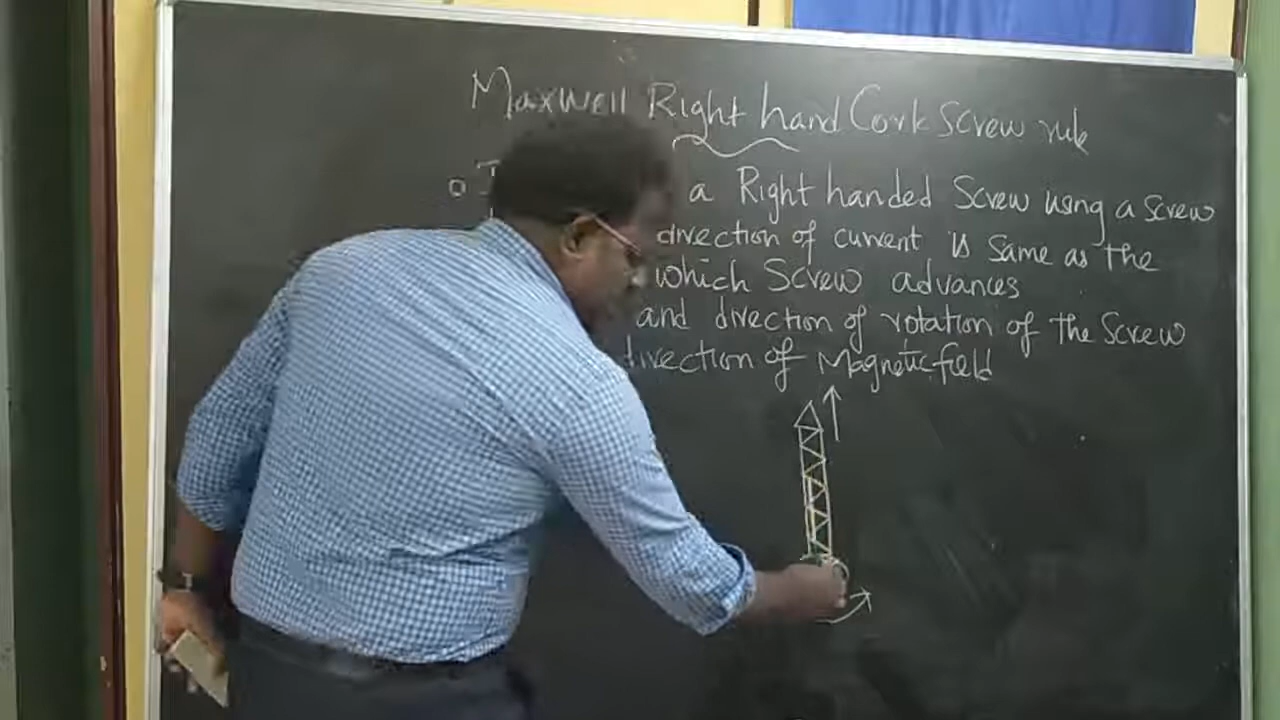 Maxwell Right hand Cork Screw rule
a Right handed Screw using a screw
direction of current is same as the
which Screw advances
and direction of rotation of the Screw
direction of Magnetic field